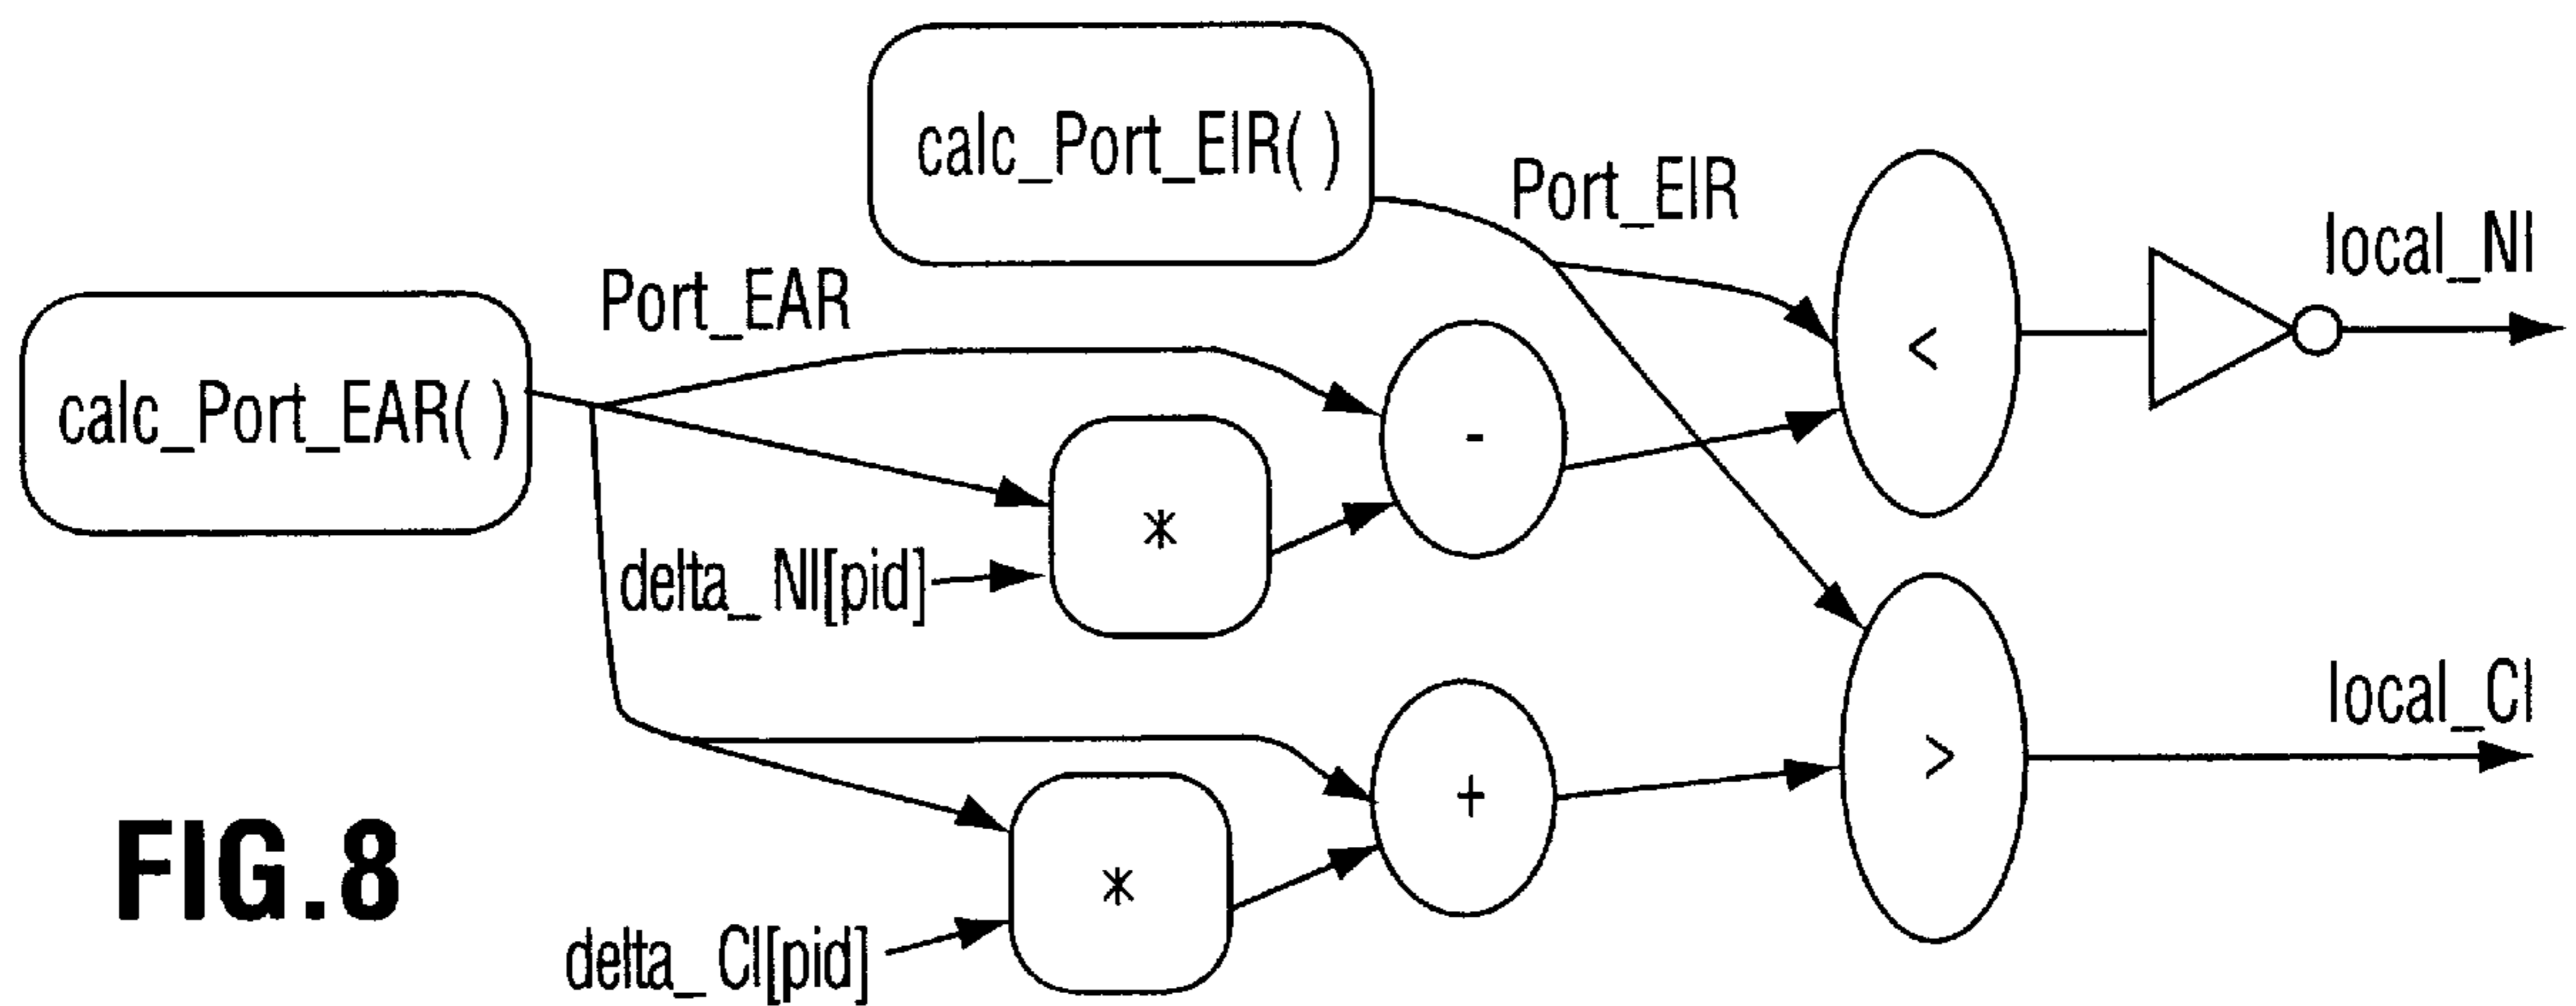 calc_Port_EIR( )
Port_EIR
local_NI
Port_EAR
<
calc_Port_EAR( )
-
*
delta_ NI[pid]
local_CI
>
+
*
delta_ CI[pid]
FIG.8